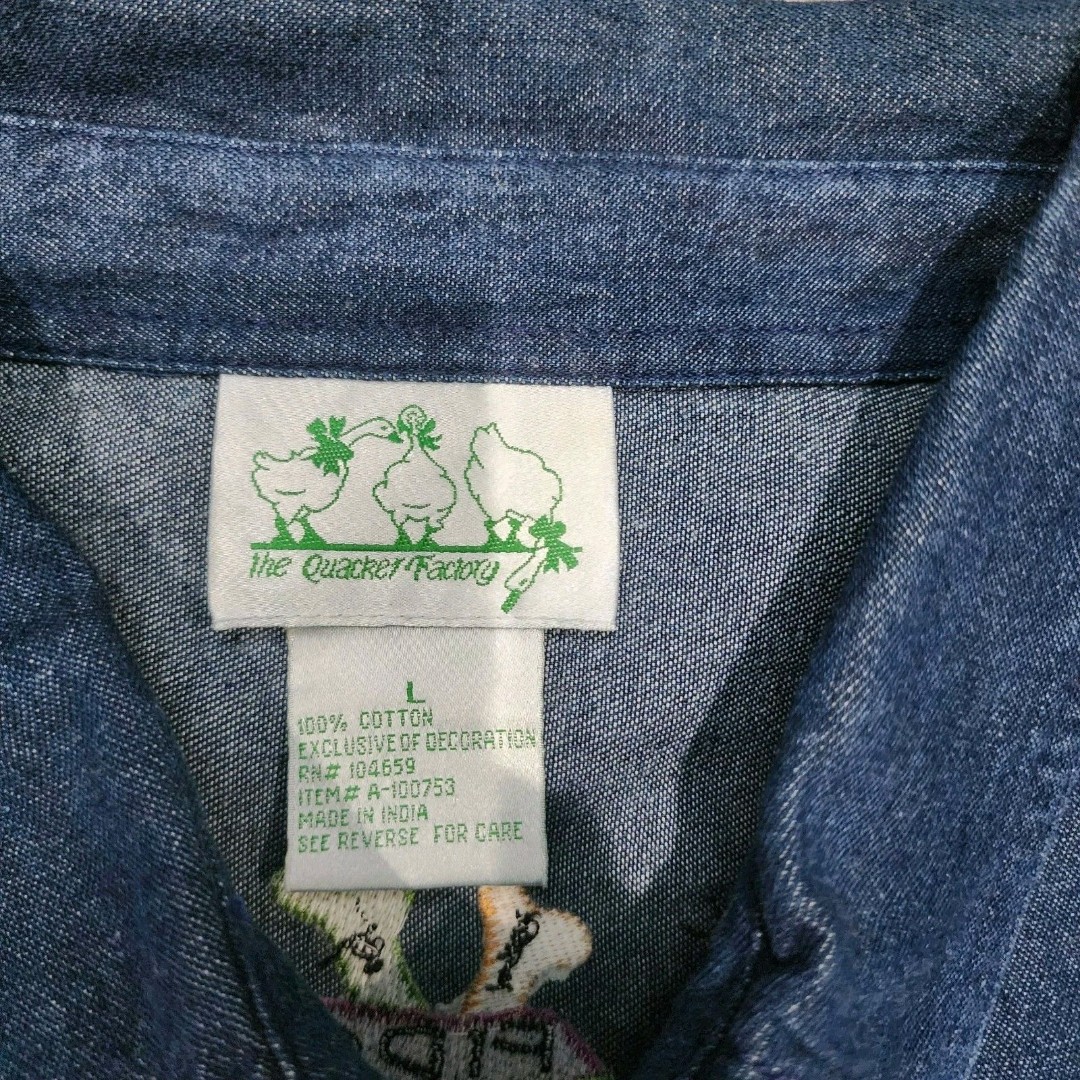 The Quacker Factory
L
100% COTTON
EXCLUSIVE OF DECORATION
RN# 104659
ITEM# A-100753
MADE IN INDIA
SEE REVERSE FOR CARE